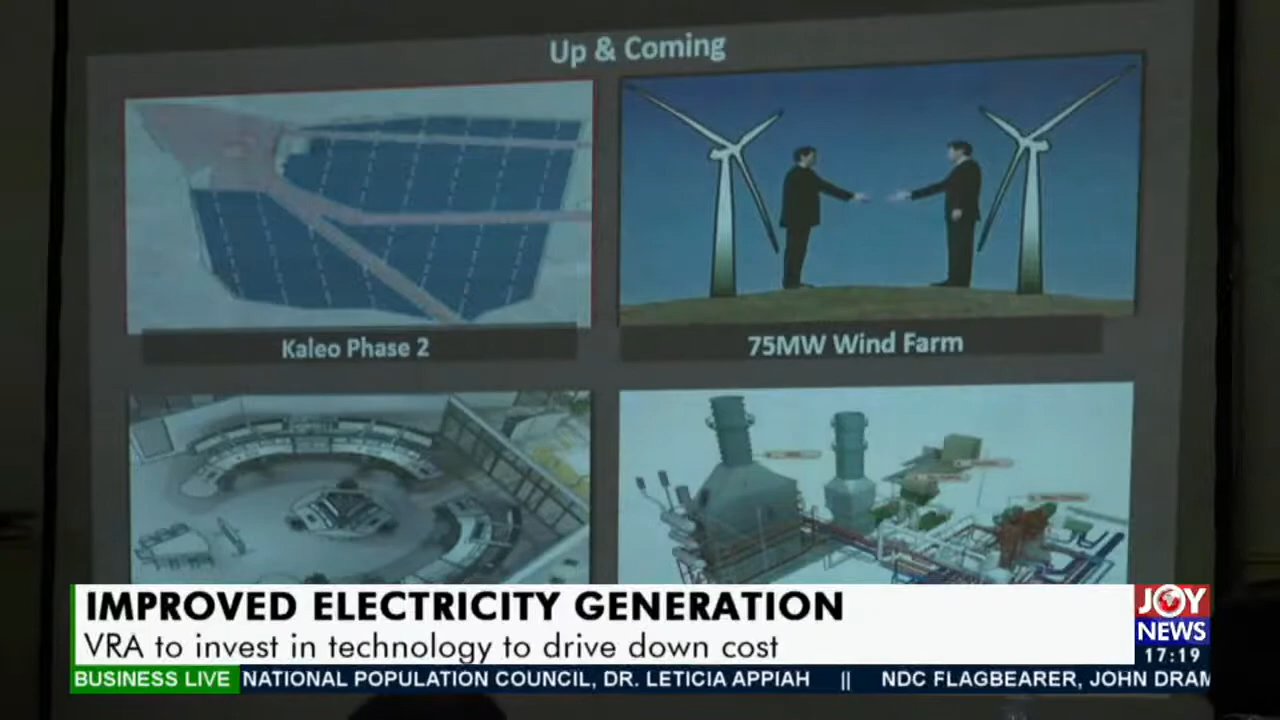 Up & Coming
Kaleo Phase 2
75MW Wind Farm
IMPROVED ELECTRICITY GENERATION
VRA to invest in technology to drive down cost
JOY
NEWS
17:19
BUSINESS LIVE NATIONAL POPULATION COUNCIL, DR. LETICIA APPIAH || NDC FLAGBEARER, JOHN DRAM